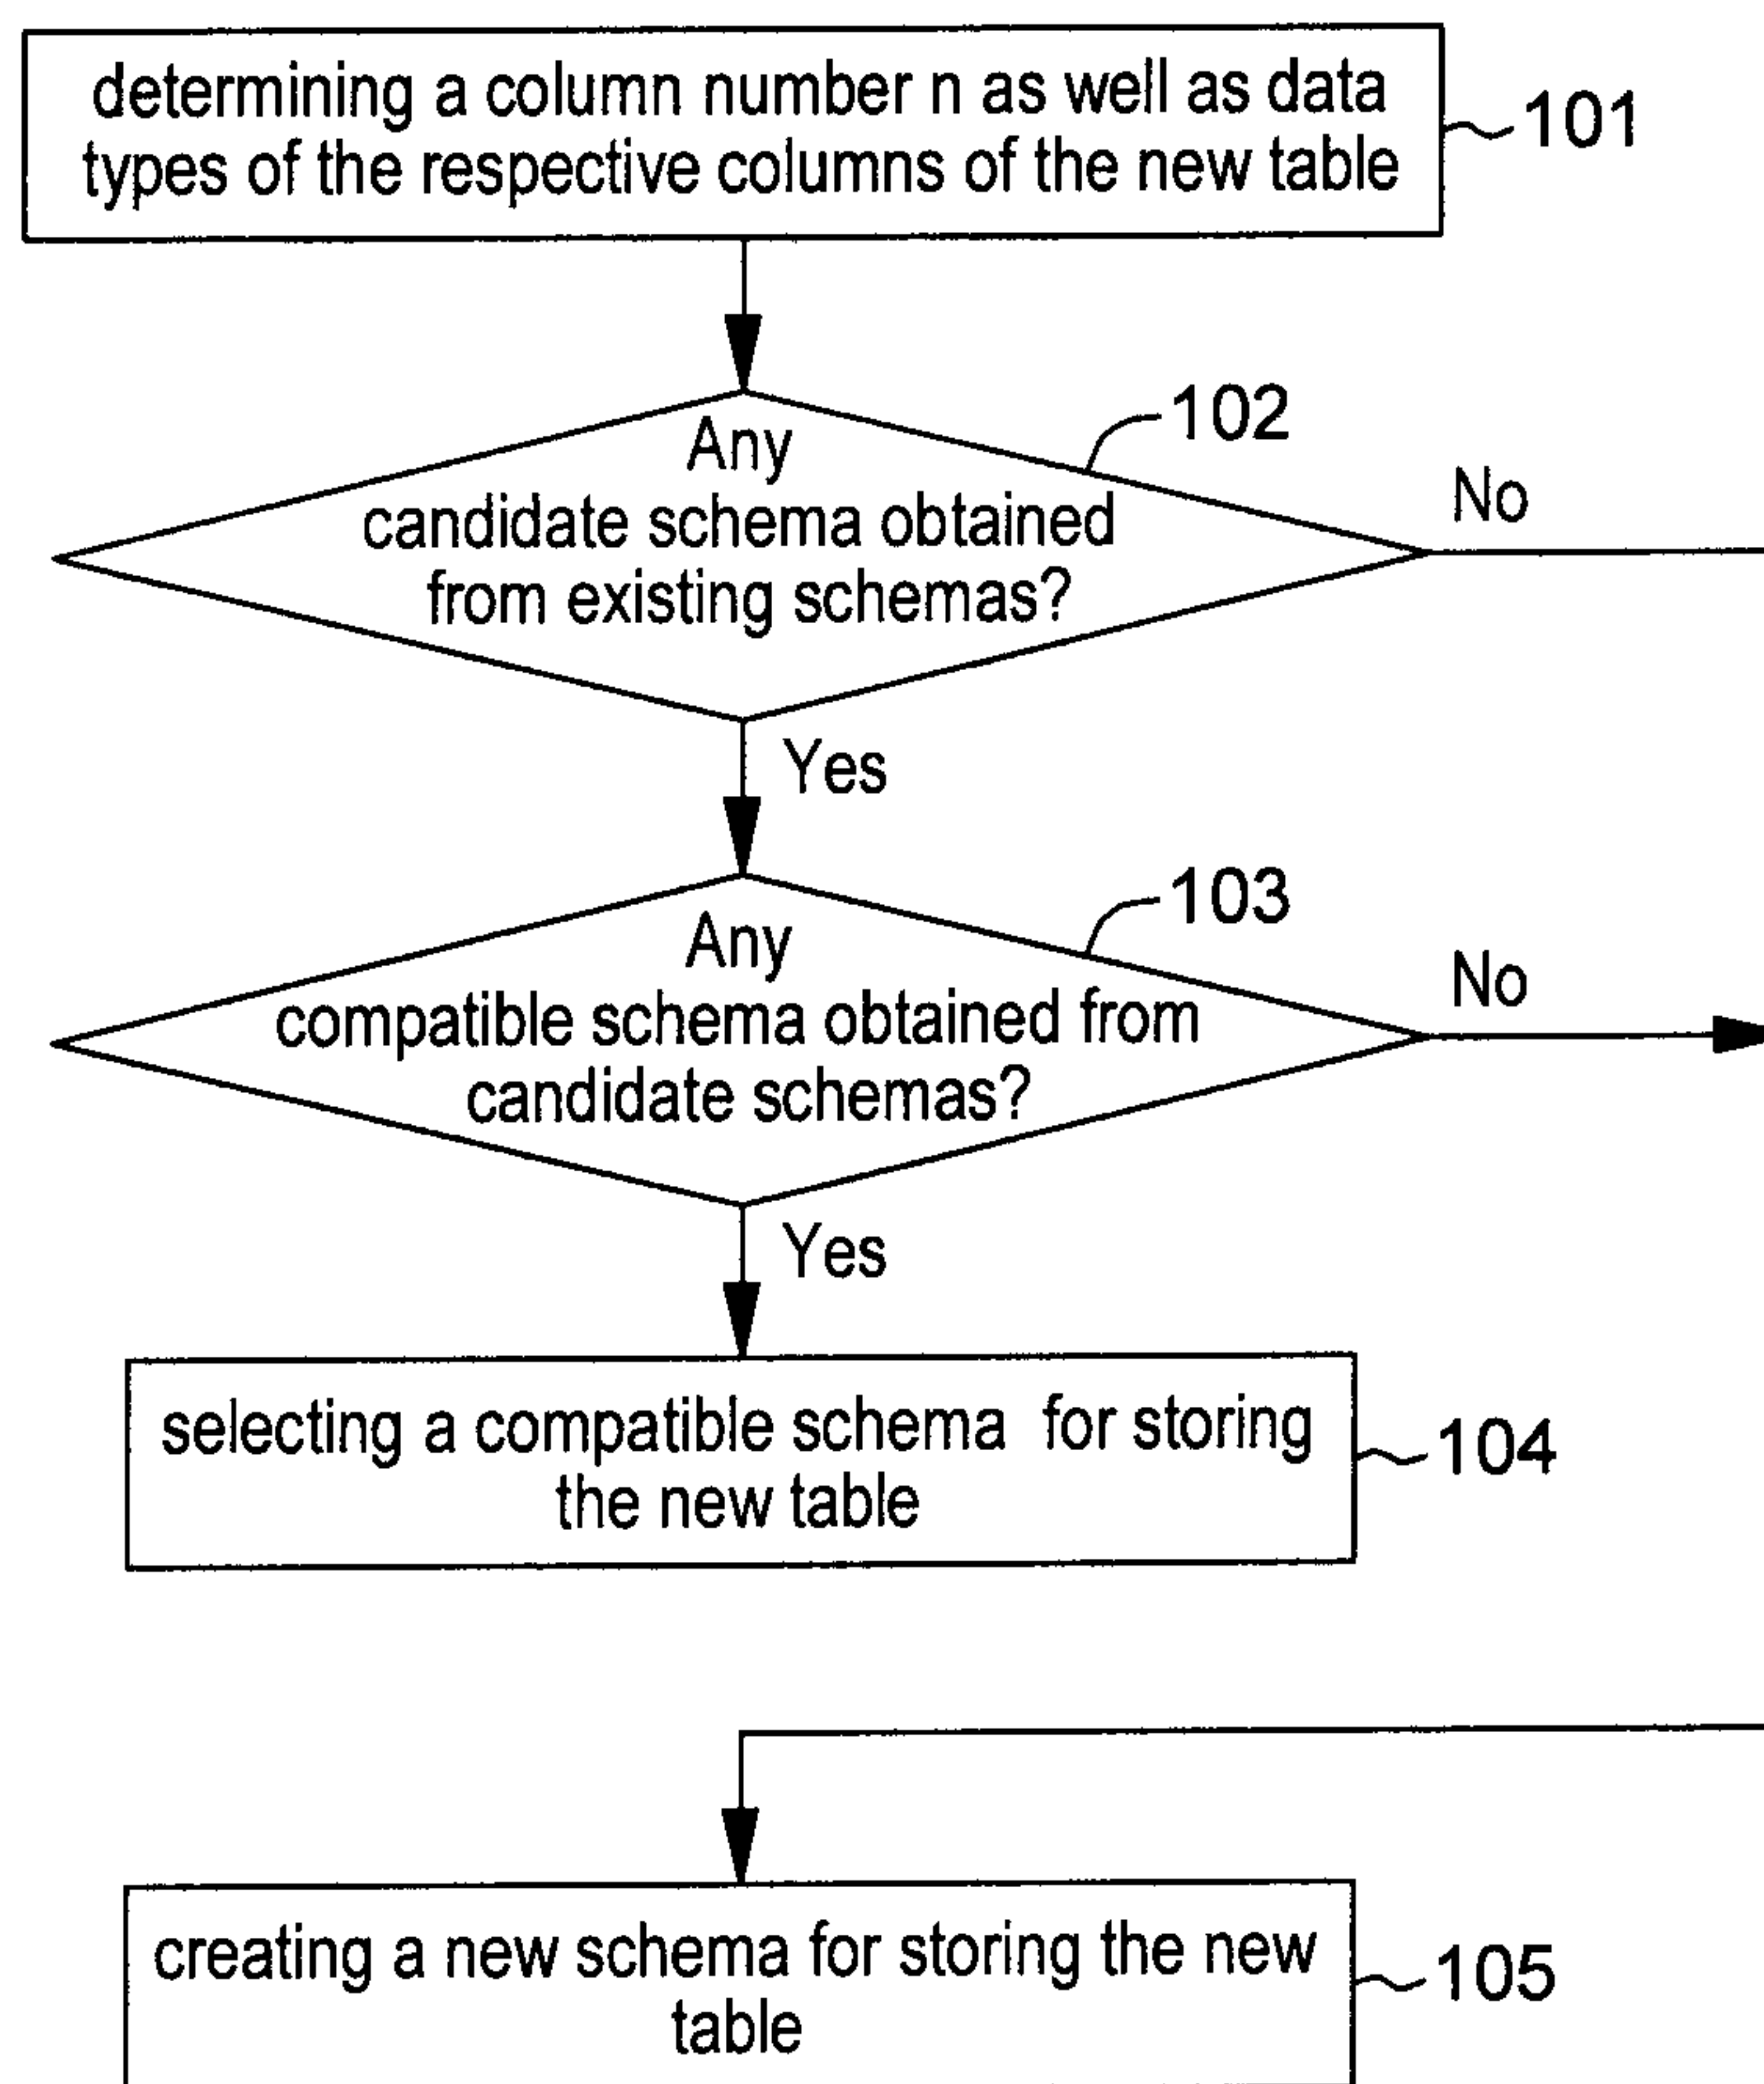 determining a column number n as well as data
types of the respective columns of the new table
101
102
Any
candidate schema obtained
from existing schemas?
No
Yes
103
Any
compatible schema obtained from
candidate schemas?
No
Yes
selecting a compatible schema for storing
the new table
104
creating a new schema for storing the new
table
105